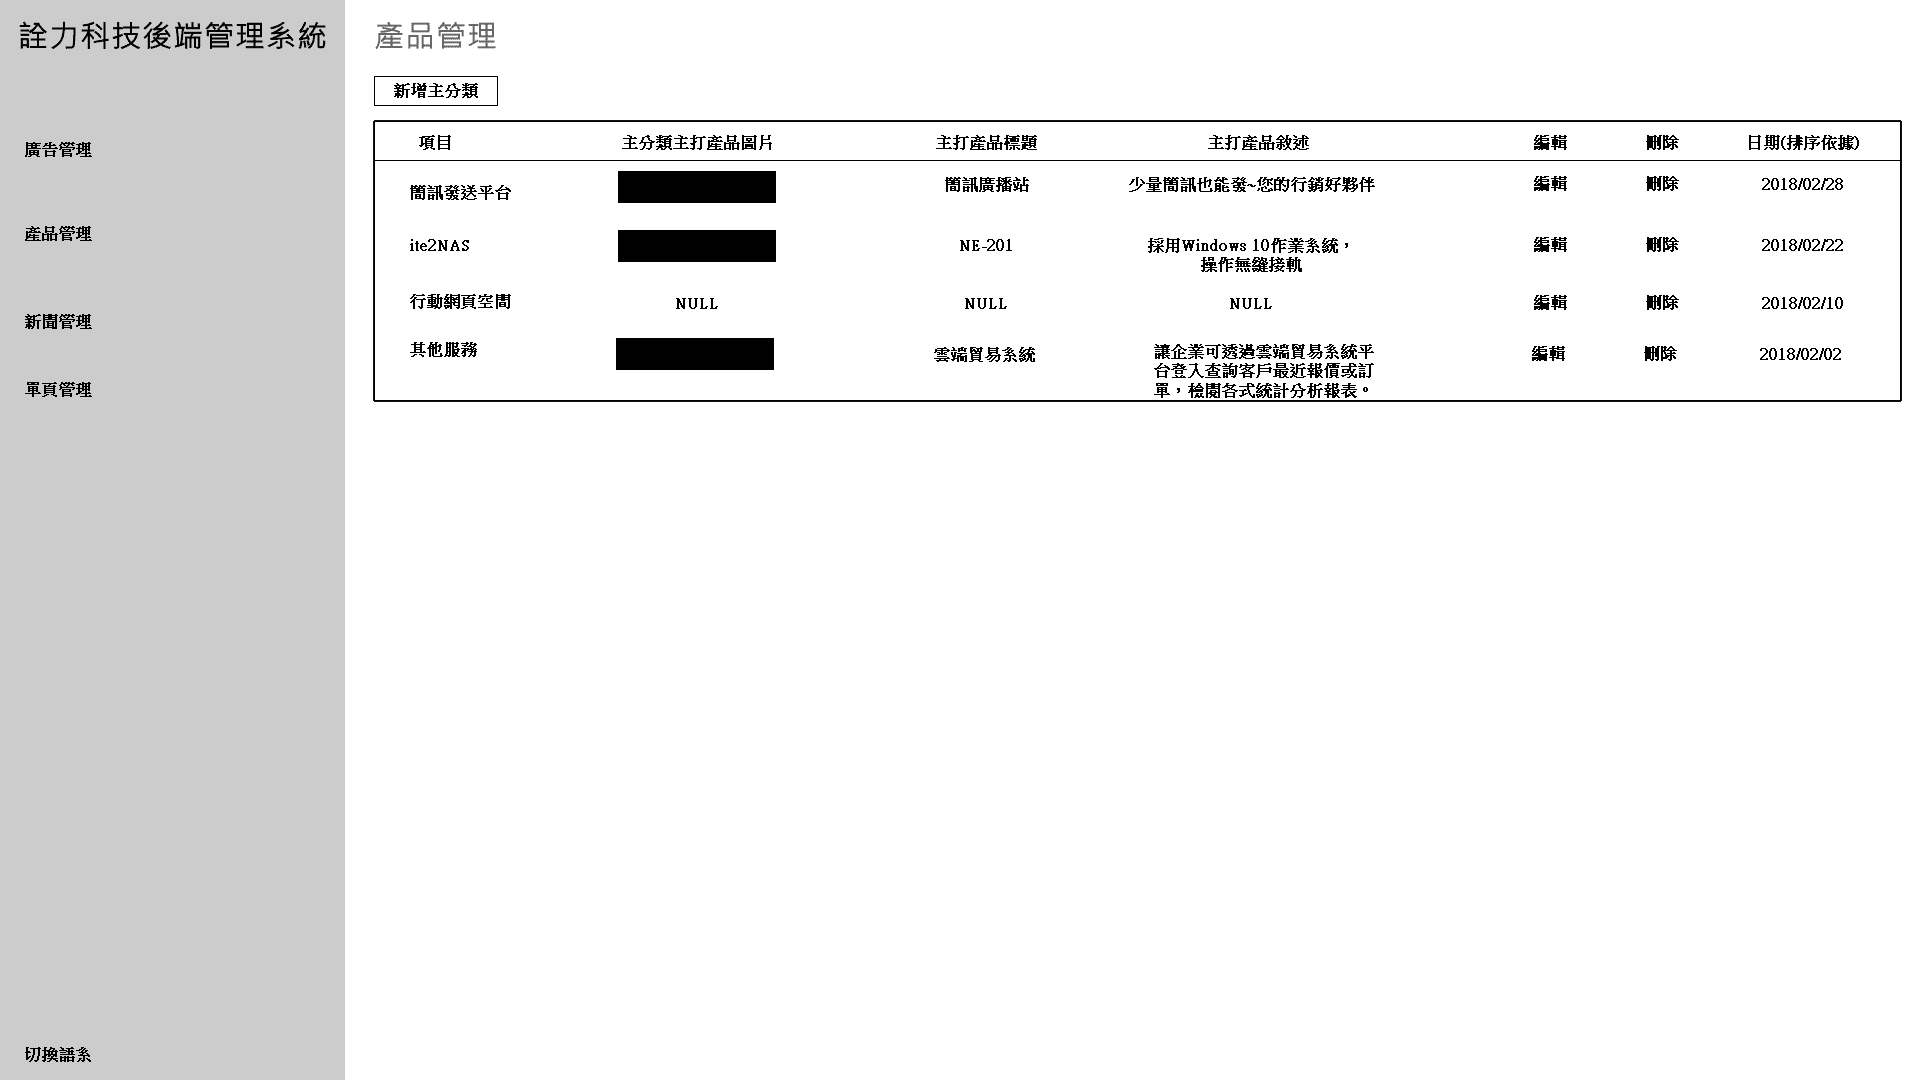 詮力科技後端管理系統
產品管理
新增主分類
廣告管理
產品管理
新聞管理
單頁管理
切換語系
項目 主分類主打產品圖片 主打產品標題 主打產品敘述 編輯 刪除 日期(排序依據)
簡訊發送平台 簡訊廣播站 少量簡訊也能發~您的行銷好夥伴 編輯 刪除 2018/02/28
ite2NAS NE-201 採用Windows 10作業系統， 編輯 刪除 2018/02/22
操作無縫接軌
行動網頁空間 NULL NULL NULL 編輯 刪除 2018/02/10
其他服務 雲端貿易系統 讓企業可透過雲端貿易系統平 編輯 刪除 2018/02/02
台登入查詢客戶最近報價或訂
單，檢閱各式統計分析報表。